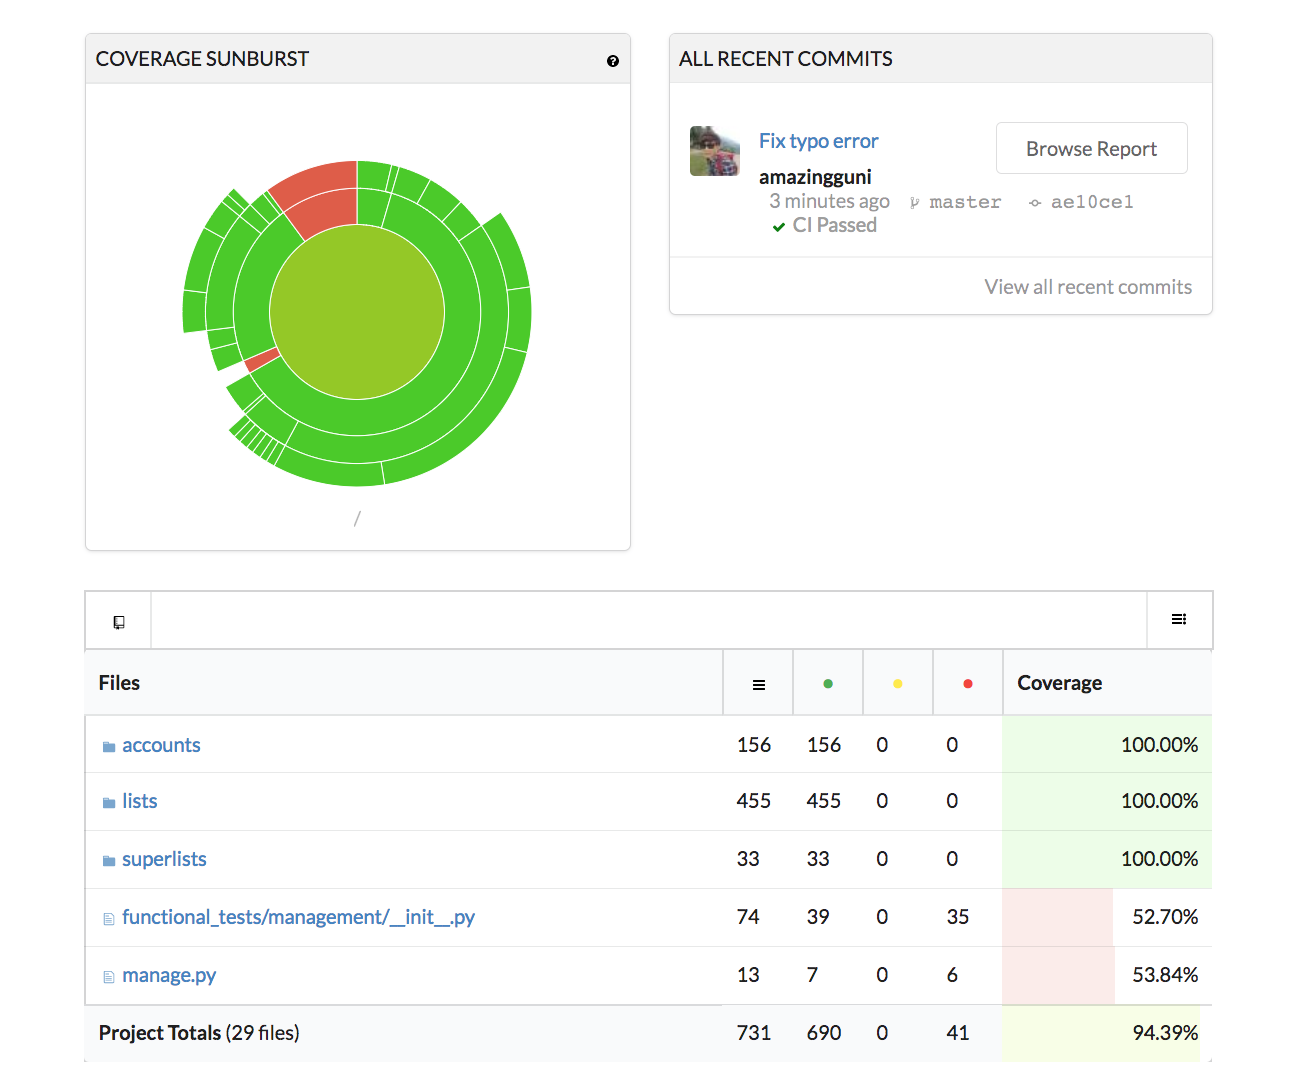 COVERAGE SUNBURST
/
ALL RECENT COMMITS
Fix typo error
Browse Report
amazingguni
3 minutes ago master ae10ce1
CI Passed
View all recent commits
Files Coverage
accounts 156 156 0 0 100.00%
lists 455 455 0 0 100.00%
superlists 33 33 0 0 100.00%
functional_tests/management/__init__.py 74 39 0 35 52.70%
manage.py 13 7 0 6 53.84%
Project Totals (29 files) 731 690 0 41 94.39%